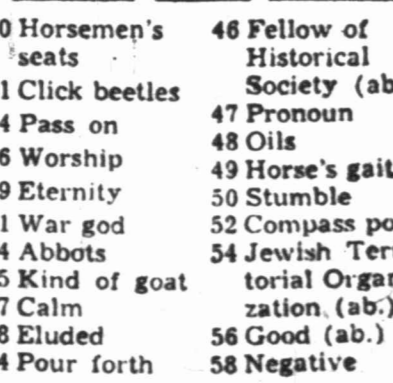 0 Horsemen's
seats
1 Click beetles
4 Pass on
6 Worship
9 Eternity
1 War god
4 Abbots
5 Kind of goat
7 Calm
8 Eluded
4 Pour forth
46 Fellow of
Historical
Society (ab
47 Pronoun
48 Oils
49 Horse's gait
50 Stumble
52 Compass po
54 Jewish Terr
torial Organ
zation (ab.)
56 Good (ab.)
58 Negative